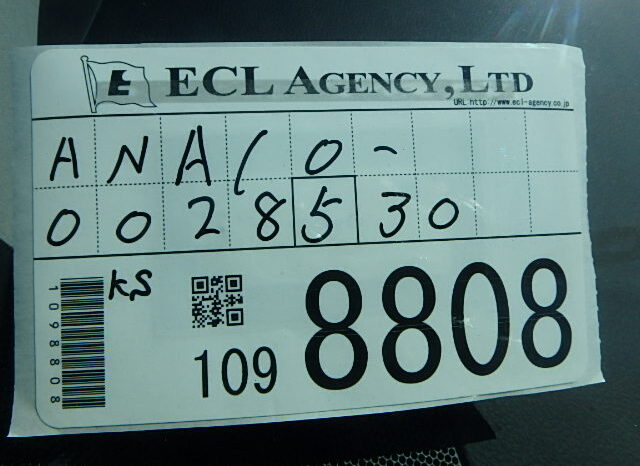 E ECL AGENCY, LTD
URL http://www.ecl-agency.co.jp
ANA10-
0028530
KS
1098808
109 8808